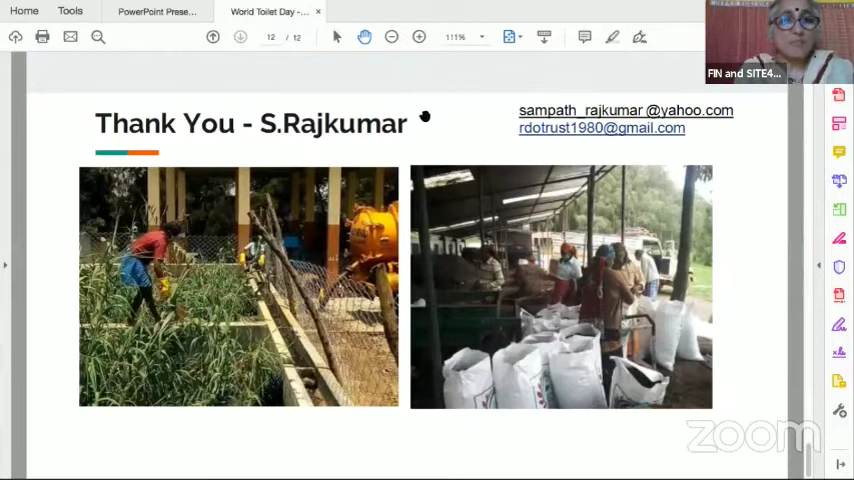 Home
Tools
PowerPoint Prese...
World Toilet Day -... ×
12 / 12
111%
FIN and SITE4...
Thank You - S.Rajkumar
sampath_rajkumar @yahoo.com
rdotrust1980@gmail.com
zoom